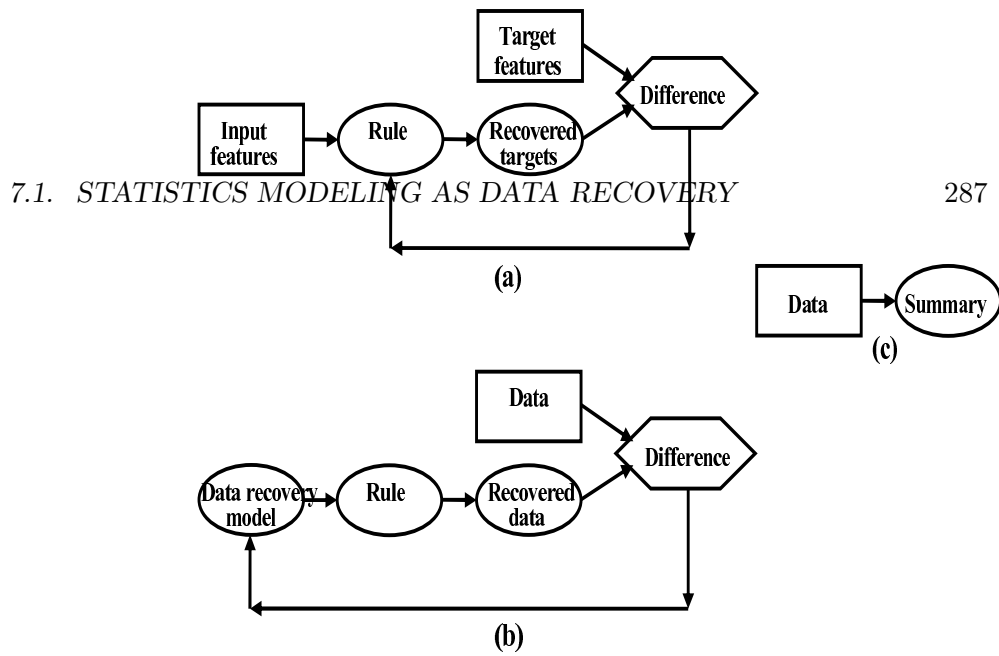 Target
features
Difference
Input
features
Rule
Recovered
targets
7.1. STATISTICS MODELING AS DATA RECOVERY 287
(a)
Data
Summary
(c)
Data
Difference
Data recovery
model
Rule
Recovered
data
(b)